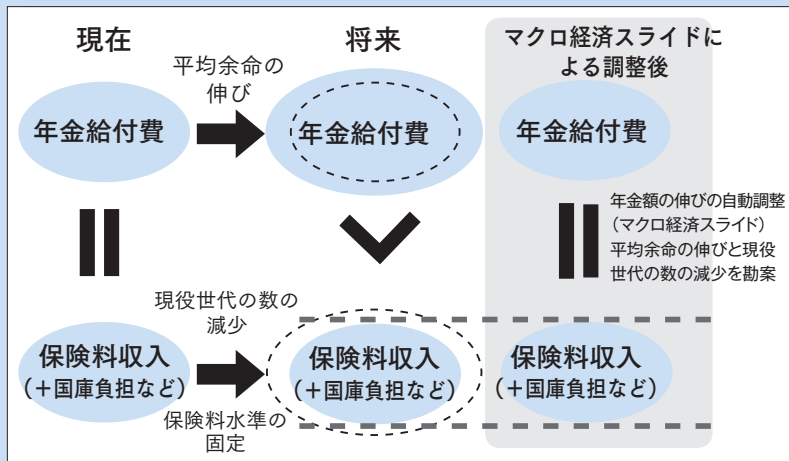 現在
将来
マクロ経済スライドに
よる調整後
平均余命の
伸び
年金給付費
年金給付費
年金給付費
年金額の伸びの自動調整
(マクロ経済スライド)
平均余命の伸びと現役
世代の数の減少を勘案
現役世代の数の
減少
保険料収入
(+国庫負担など)
保険料収入
(+国庫負担など)
保険料収入
(+国庫負担など)
保険料水準の
固定